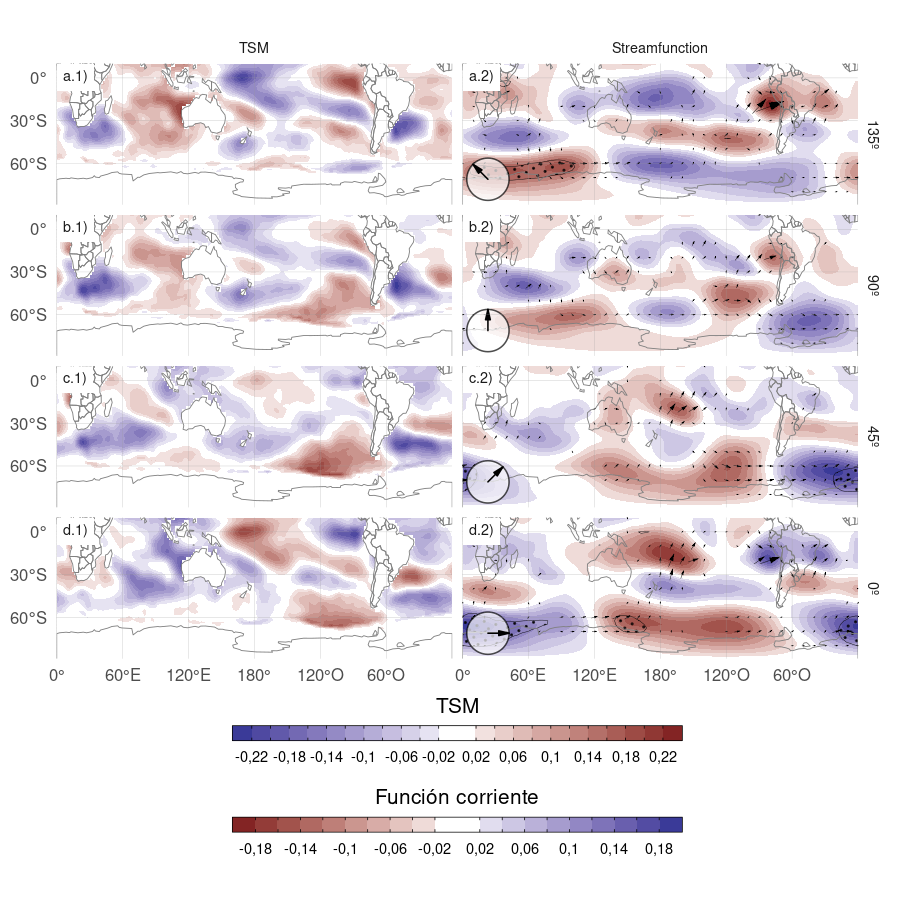 TSM Streamfunction
a.1) a.2)
0°
30°S
60°S
135º
b.1) b.2)
0°
30°S
60°S
90º
c.1) c.2)
0°
30°S
60°S
45º
d.1) d.2)
0°
30°S
60°S
0º
0° 60°E 120°E 180° 120°O 60°O 0° 60°E 120°E 180° 120°O 60°O
TSM
-0,22 -0,18 -0,14 -0,1 -0,06 -0,02 0,02 0,06 0,1 0,14 0,18 0,22
Función corriente
-0,18 -0,14 -0,1 -0,06 -0,02 0,02 0,06 0,1 0,14 0,18